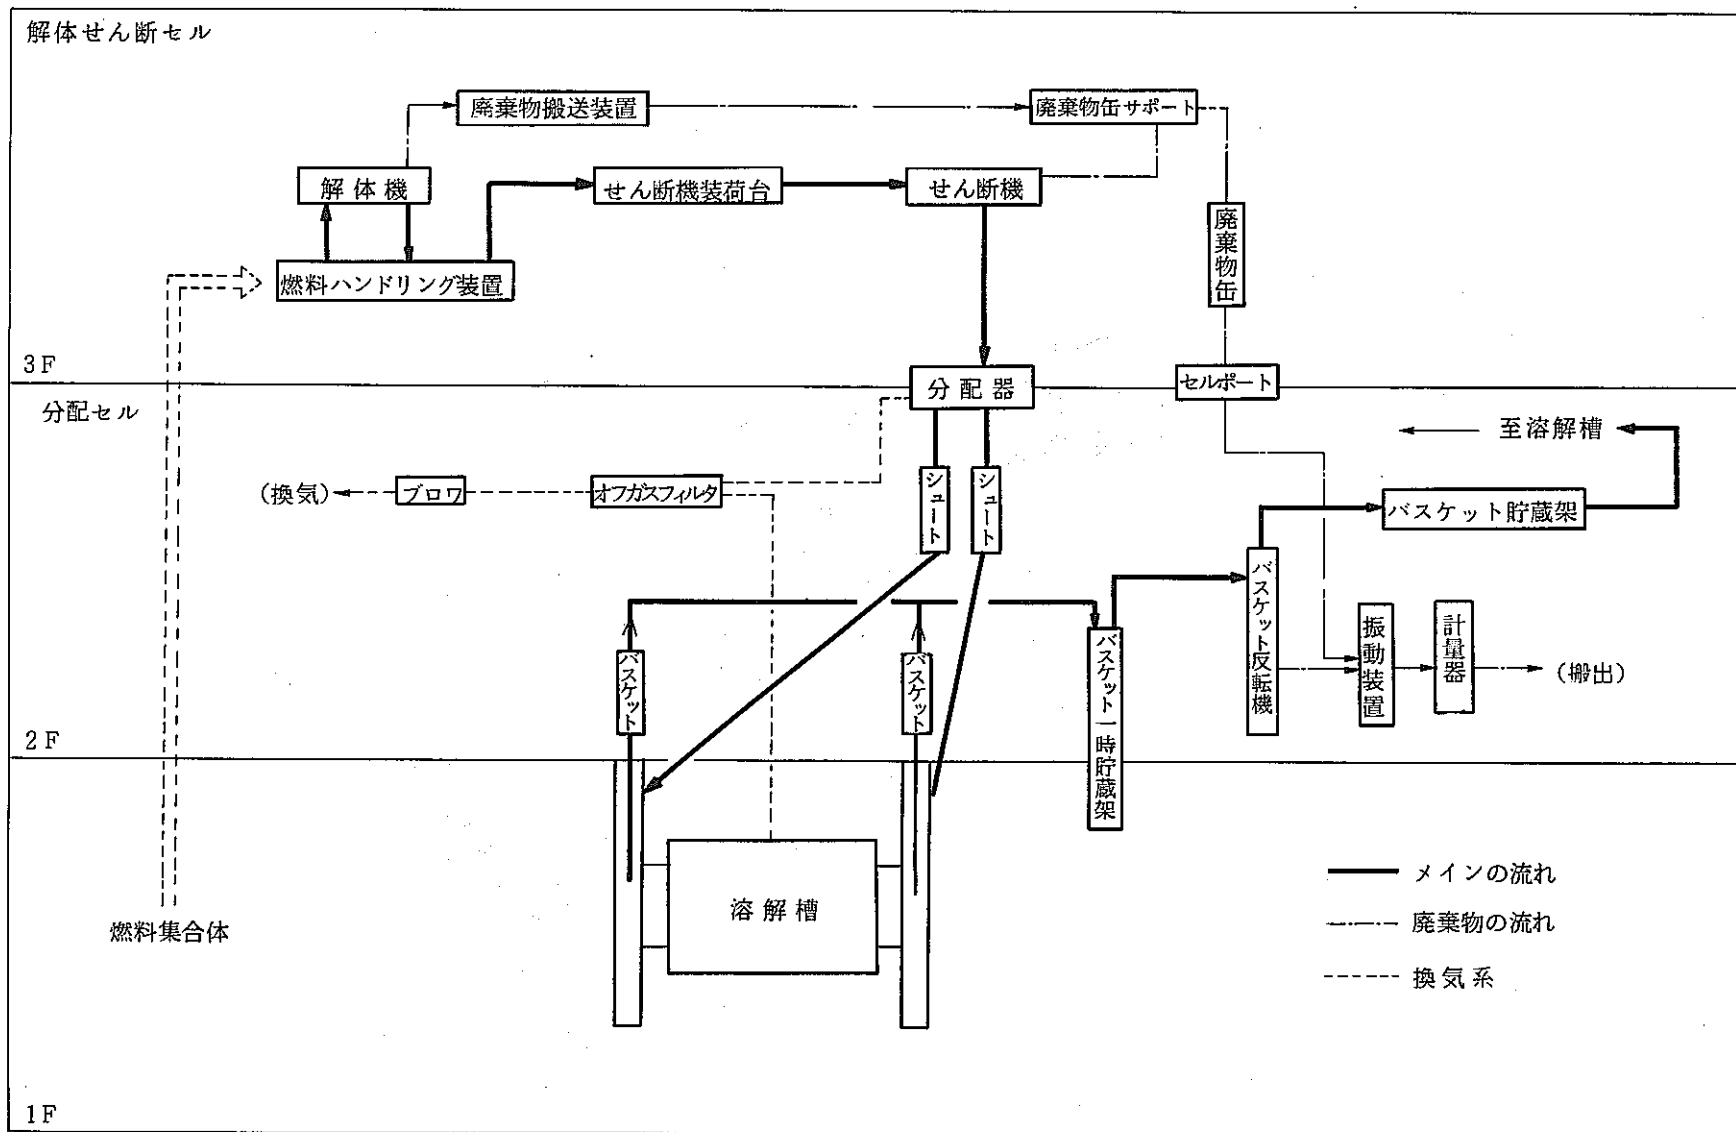 解体せん断セル
廃棄物搬送装置
廃棄物缶サポート
解体機
せん断機装荷台
せん断機
廃棄物缶
燃料ハンドリング装置
3F
分配器
セルポート
分配セル
至溶解槽
(換気)
ブロワ
オフガスフィルタ
シュート
シュート
バスケット貯蔵架
バスケット反転機
振動装置
計量器
(搬出)
バスケット
バスケット
バスケット一時貯蔵架
2F
溶解槽
燃料集合体
メインの流れ
廃棄物の流れ
換気系
1F